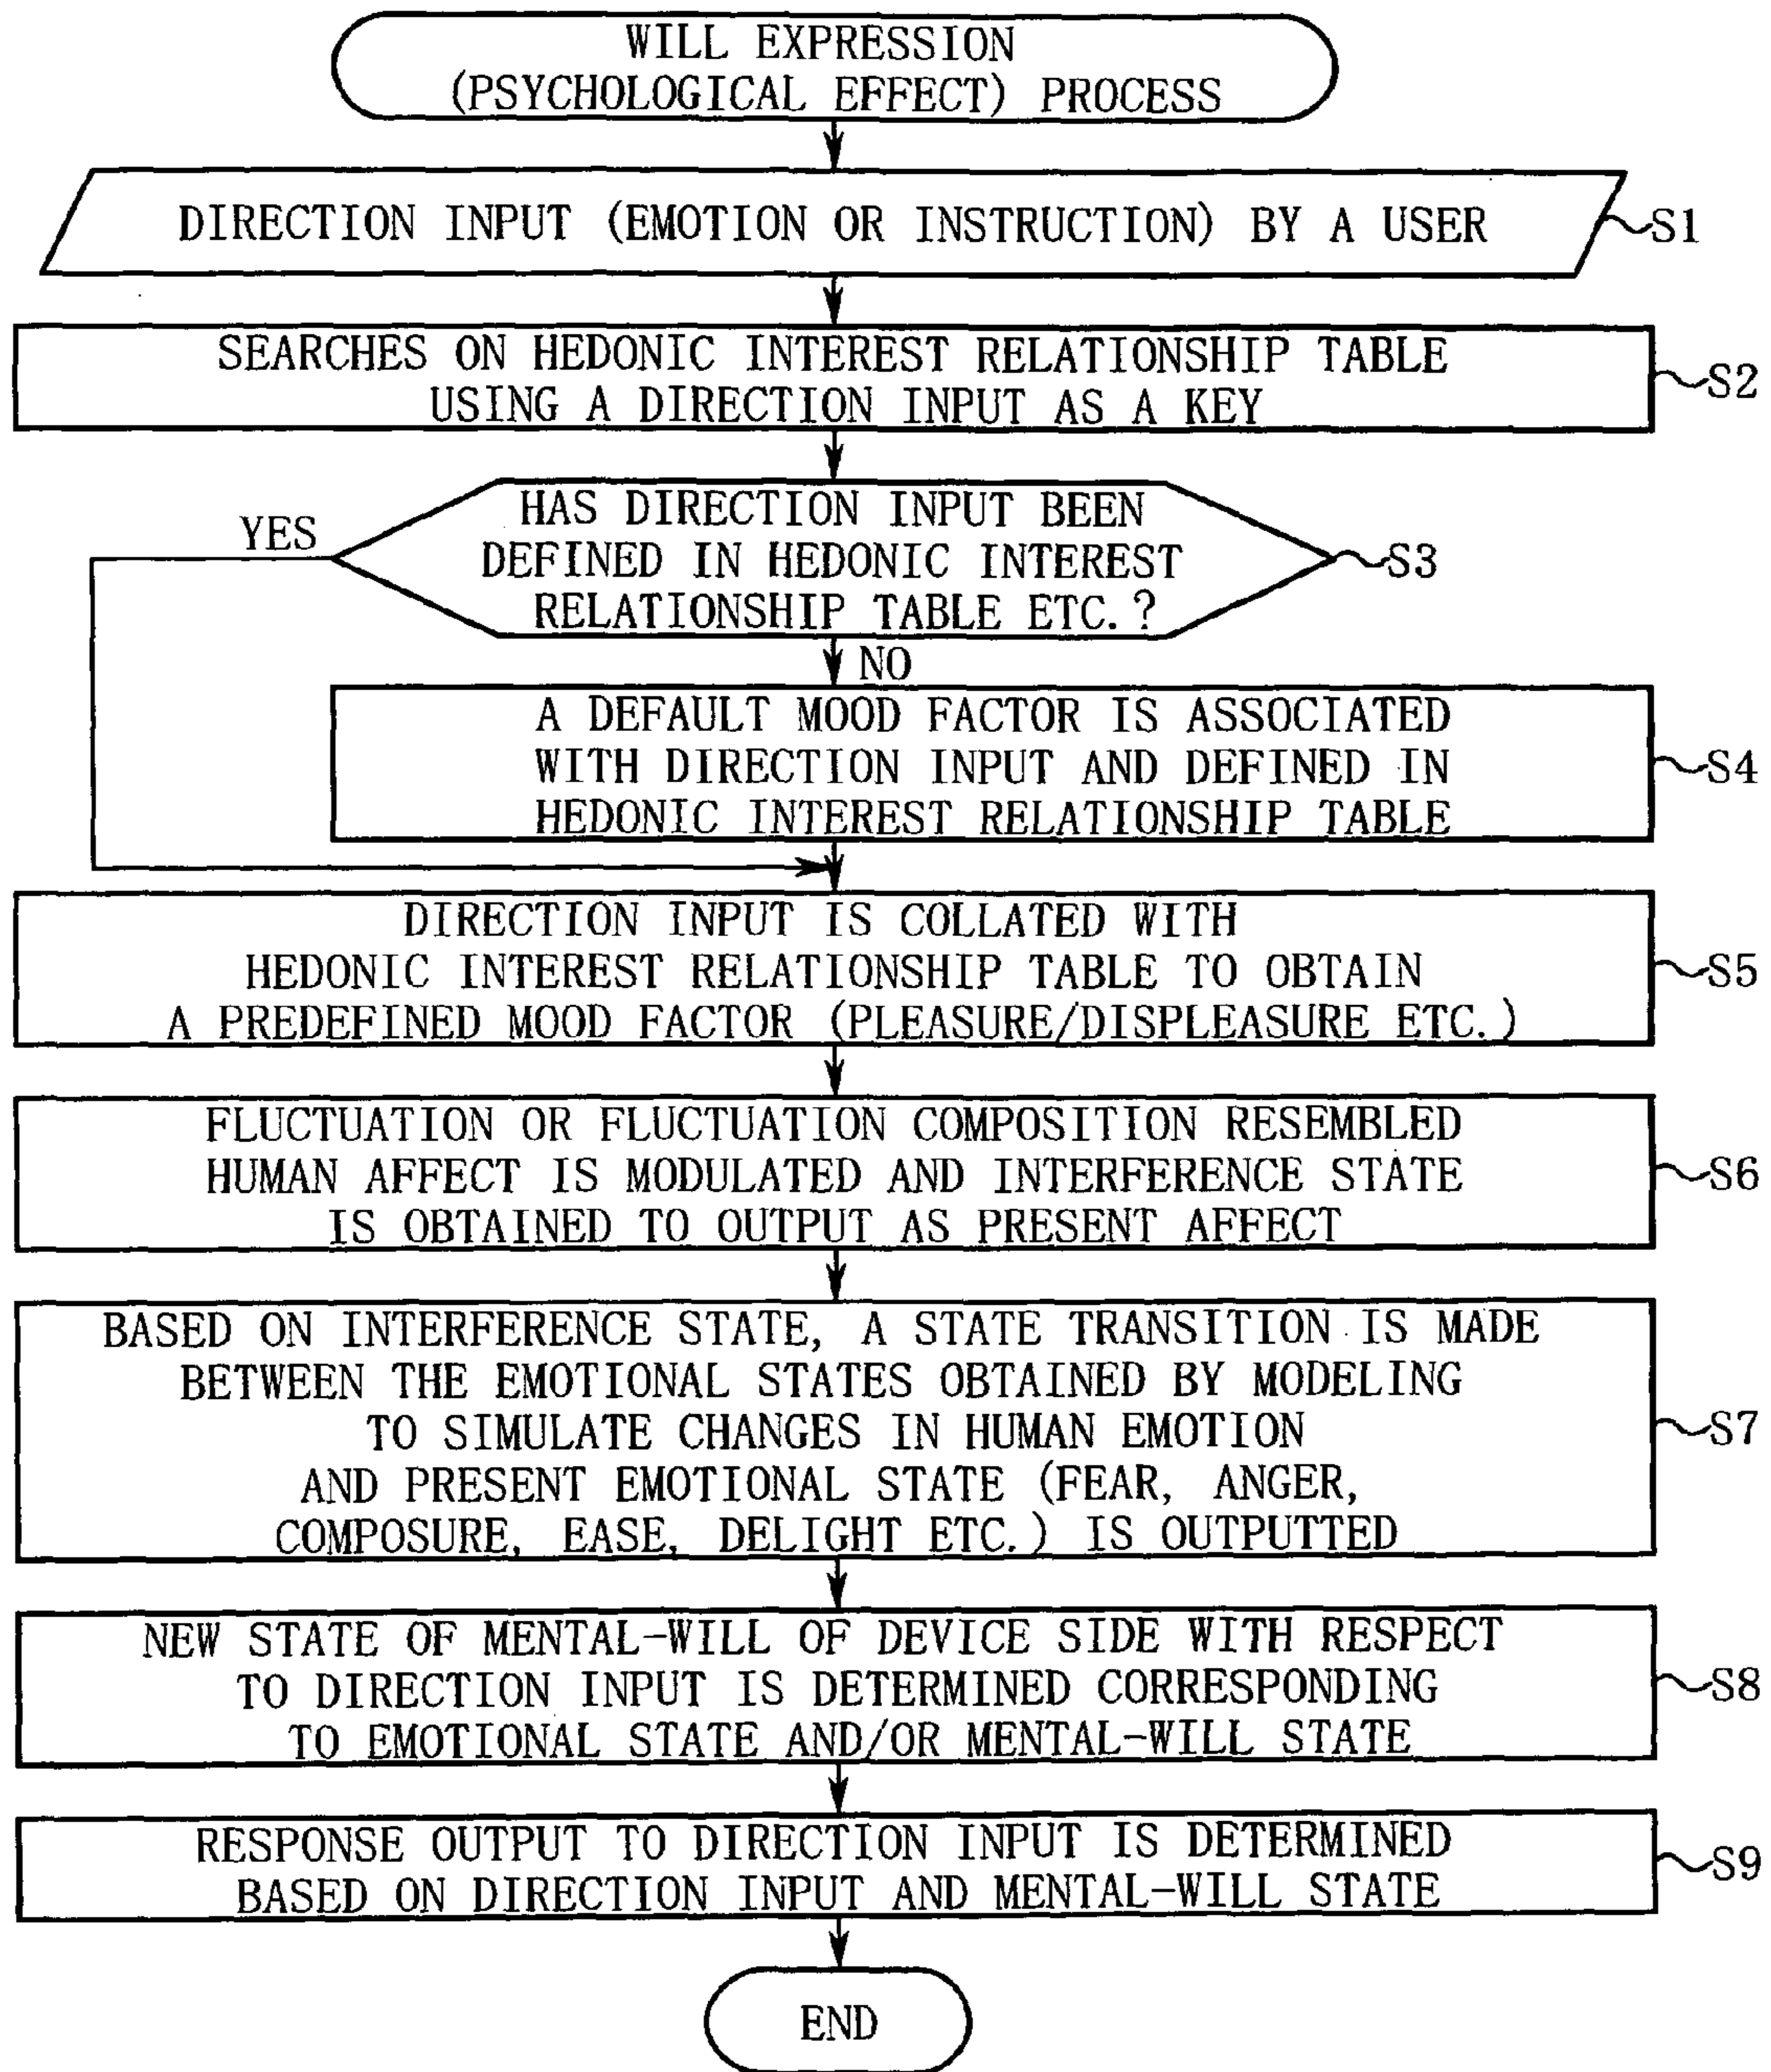 WILL EXPRESSION
(PSYCHOLOGICAL EFFECT) PROCESS
DIRECTION INPUT (EMOTION OR INSTRUCTION) BY A USER
S1
SEARCHES ON HEDONIC INTEREST RELATIONSHIP TABLE
USING A DIRECTION INPUT AS A KEY
S2
HAS DIRECTION INPUT BEEN
DEFINED IN HEDONIC INTEREST
RELATIONSHIP TABLE ETC.?
YES
S3
NO
A DEFAULT MOOD FACTOR IS ASSOCIATED
WITH DIRECTION INPUT AND DEFINED IN
HEDONIC INTEREST RELATIONSHIP TABLE
S4
DIRECTION INPUT IS COLLATED WITH
HEDONIC INTEREST RELATIONSHIP TABLE TO OBTAIN
A PREDEFINED MOOD FACTOR (PLEASURE/DISPLEASURE ETC.)
S5
FLUCTUATION OR FLUCTUATION COMPOSITION RESEMBLED
HUMAN AFFECT IS MODULATED AND INTERFERENCE STATE
IS OBTAINED TO OUTPUT AS PRESENT AFFECT
S6
BASED ON INTERFERENCE STATE, A STATE TRANSITION IS MADE
BETWEEN THE EMOTIONAL STATES OBTAINED BY MODELING
TO SIMULATE CHANGES IN HUMAN EMOTION
AND PRESENT EMOTIONAL STATE (FEAR, ANGER,
COMPOSURE, EASE, DELIGHT ETC.) IS OUTPUTTED
S7
NEW STATE OF MENTAL-WILL OF DEVICE SIDE WITH RESPECT
TO DIRECTION INPUT IS DETERMINED CORRESPONDING
TO EMOTIONAL STATE AND/OR MENTAL-WILL STATE
S8
RESPONSE OUTPUT TO DIRECTION INPUT IS DETERMINED
BASED ON DIRECTION INPUT AND MENTAL-WILL STATE
S9
END